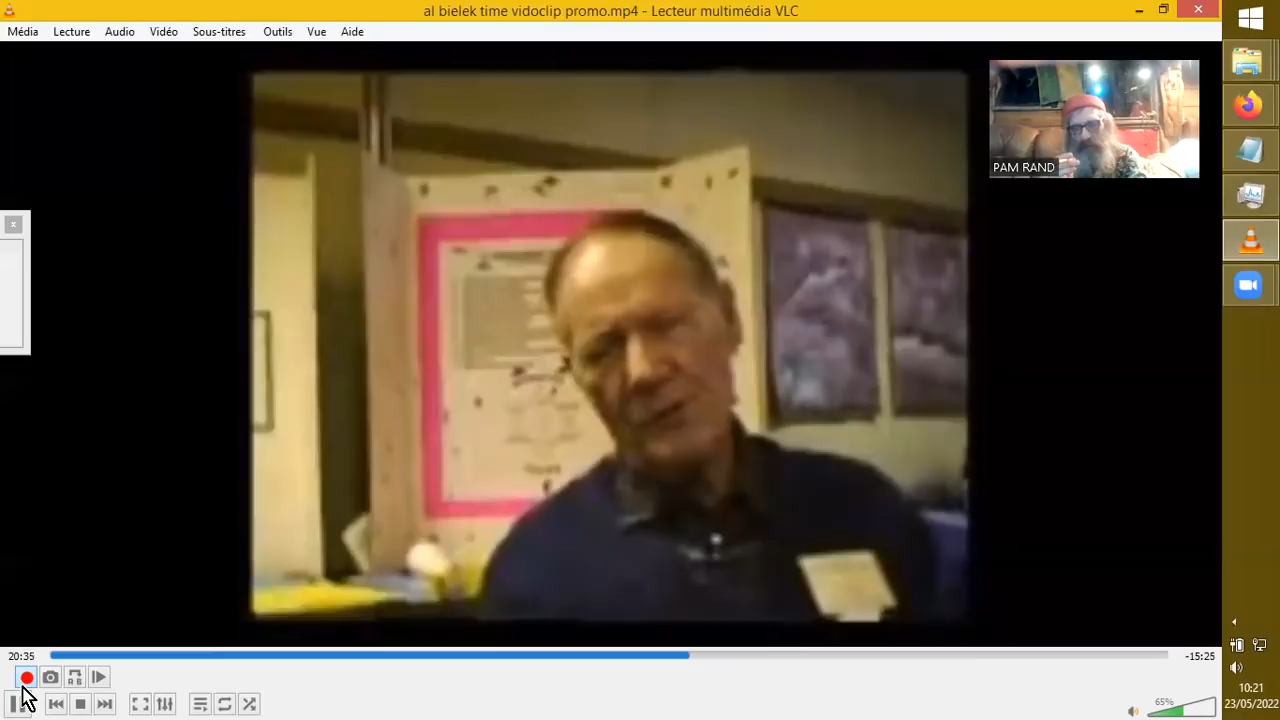 al bielek time vidoclip promo.mp4 - Lecteur multimédia VLC
Média Lecture Audio Vidéo Sous-titres Outils Vue Aide
PAM RAND
20:35
-15:25
65%
10:21
23/05/2022